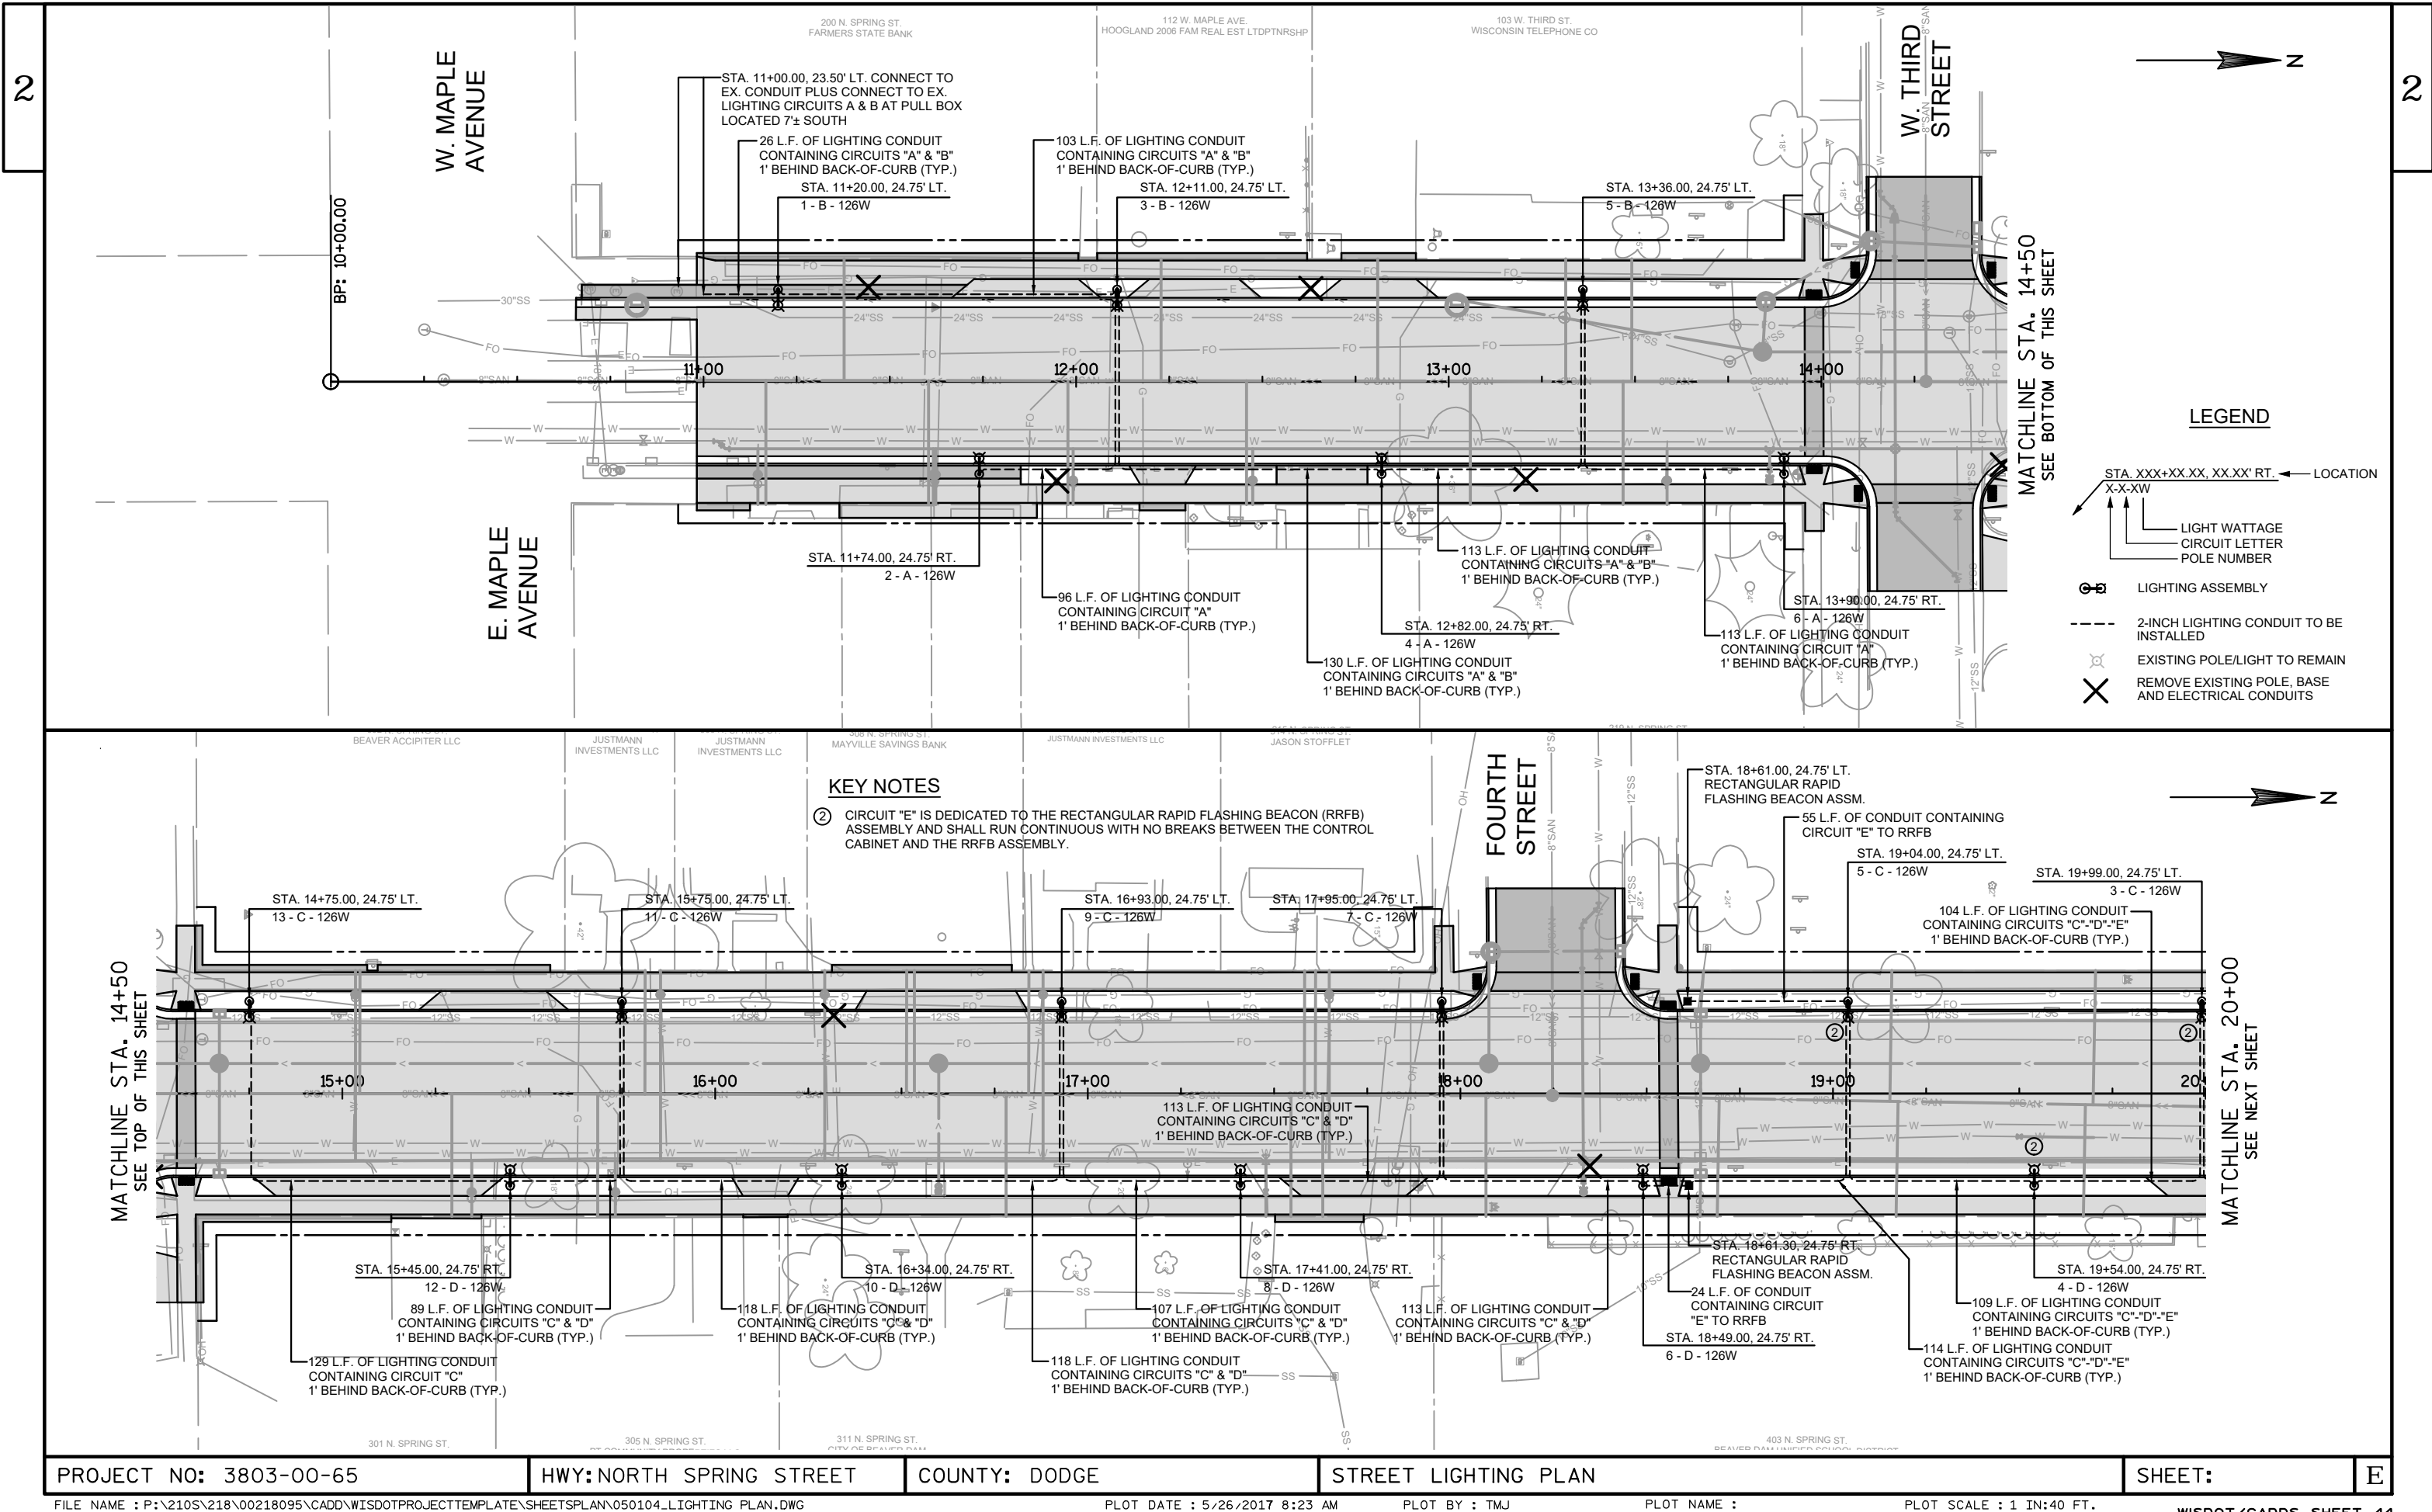 2
2
200 N. SPRING ST.
FARMERS STATE BANK
112 W. MAPLE AVE.
HOOGLAND 2006 FAM REAL EST LTDPTNRSHP
103 W. THIRD ST.
WISCONSIN TELEPHONE CO
W. MAPLE
AVENUE
W. THIRD
STREET
N
STA. 11+00.00, 23.50' LT. CONNECT TO
EX. CONDUIT PLUS CONNECT TO EX.
LIGHTING CIRCUITS A & B AT PULL BOX
LOCATED 7'± SOUTH
26 L.F. OF LIGHTING CONDUIT
CONTAINING CIRCUITS "A" & "B"
1' BEHIND BACK-OF-CURB (TYP.)
STA. 11+20.00, 24.75' LT.
1 - B - 126W
103 L.F. OF LIGHTING CONDUIT
CONTAINING CIRCUITS "A" & "B"
1' BEHIND BACK-OF-CURB (TYP.)
STA. 12+11.00, 24.75' LT.
3 - B - 126W
STA. 13+36.00, 24.75' LT.
5 - B - 126W
BP: 10+00.00
30"SS
24"SS
11+00
12+00
13+00
14+00
MATCHLINE STA. 14+50
SEE BOTTOM OF THIS SHEET
E. MAPLE
AVENUE
STA. 11+74.00, 24.75' RT.
2 - A - 126W
96 L.F. OF LIGHTING CONDUIT
CONTAINING CIRCUIT "A"
1' BEHIND BACK-OF-CURB (TYP.)
113 L.F. OF LIGHTING CONDUIT
CONTAINING CIRCUITS "A" & "B"
1' BEHIND BACK-OF-CURB (TYP.)
STA. 12+82.00, 24.75' RT.
4 - A - 126W
130 L.F. OF LIGHTING CONDUIT
CONTAINING CIRCUITS "A" & "B"
1' BEHIND BACK-OF-CURB (TYP.)
STA. 13+90.00, 24.75' RT.
6 - A - 126W
113 L.F. OF LIGHTING CONDUIT
CONTAINING CIRCUIT "A"
1' BEHIND BACK-OF-CURB (TYP.)
LEGEND
STA. XXX+XX.XX, XX.XX' RT. LOCATION
X-X-XW
LIGHT WATTAGE
CIRCUIT LETTER
POLE NUMBER
LIGHTING ASSEMBLY
2-INCH LIGHTING CONDUIT TO BE
INSTALLED
EXISTING POLE/LIGHT TO REMAIN
REMOVE EXISTING POLE, BASE
AND ELECTRICAL CONDUITS
BEAVER ACCIPITER LLC
JUSTMANN
INVESTMENTS LLC
JUSTMANN
INVESTMENTS LLC
308 N. SPRING ST.
MAYVILLE SAVINGS BANK
JUSTMANN INVESTMENTS LLC
JASON STOFFLET
KEY NOTES
2 CIRCUIT "E" IS DEDICATED TO THE RECTANGULAR RAPID FLASHING BEACON (RRFB)
ASSEMBLY AND SHALL RUN CONTINUOUS WITH NO BREAKS BETWEEN THE CONTROL
CABINET AND THE RRFB ASSEMBLY.
FOURTH
STREET
N
STA. 18+61.00, 24.75' LT.
RECTANGULAR RAPID
FLASHING BEACON ASSM.
55 L.F. OF CONDUIT CONTAINING
CIRCUIT "E" TO RRFB
STA. 19+04.00, 24.75' LT.
5 - C - 126W
STA. 19+99.00, 24.75' LT.
3 - C - 126W
104 L.F. OF LIGHTING CONDUIT
CONTAINING CIRCUITS "C"-"D"-"E"
1' BEHIND BACK-OF-CURB (TYP.)
STA. 14+75.00, 24.75' LT.
13 - C - 126W
STA. 15+75.00, 24.75' LT.
11 - C - 126W
STA. 16+93.00, 24.75' LT.
9 - C - 126W
STA. 17+95.00, 24.75' LT.
7 - C - 126W
MATCHLINE STA. 14+50
SEE TOP OF THIS SHEET
15+00
16+00
17+00
18+00
19+00
20
2
2
2
113 L.F. OF LIGHTING CONDUIT
CONTAINING CIRCUITS "C" & "D"
1' BEHIND BACK-OF-CURB (TYP.)
MATCHLINE STA. 20+00
SEE NEXT SHEET
STA. 15+45.00, 24.75' RT.
12 - D - 126W
89 L.F. OF LIGHTING CONDUIT
CONTAINING CIRCUITS "C" & "D"
1' BEHIND BACK-OF-CURB (TYP.)
129 L.F. OF LIGHTING CONDUIT
CONTAINING CIRCUIT "C"
1' BEHIND BACK-OF-CURB (TYP.)
STA. 16+34.00, 24.75' RT.
10 - D - 126W
118 L.F. OF LIGHTING CONDUIT
CONTAINING CIRCUITS "C" & "D"
1' BEHIND BACK-OF-CURB (TYP.)
STA. 17+41.00, 24.75' RT.
8 - D - 126W
107 L.F. OF LIGHTING CONDUIT
CONTAINING CIRCUITS "C" & "D"
1' BEHIND BACK-OF-CURB (TYP.)
118 L.F. OF LIGHTING CONDUIT
CONTAINING CIRCUITS "C" & "D"
1' BEHIND BACK-OF-CURB (TYP.)
113 L.F. OF LIGHTING CONDUIT
CONTAINING CIRCUITS "C" & "D"
1' BEHIND BACK-OF-CURB (TYP.)
STA. 18+61.30, 24.75' RT.
RECTANGULAR RAPID
FLASHING BEACON ASSM.
24 L.F. OF CONDUIT
CONTAINING CIRCUIT
"E" TO RRFB
STA. 18+49.00, 24.75' RT.
6 - D - 126W
STA. 19+54.00, 24.75' RT.
4 - D - 126W
109 L.F. OF LIGHTING CONDUIT
CONTAINING CIRCUITS "C"-"D"-"E"
1' BEHIND BACK-OF-CURB (TYP.)
114 L.F. OF LIGHTING CONDUIT
CONTAINING CIRCUITS "C"-"D"-"E"
1' BEHIND BACK-OF-CURB (TYP.)
301 N. SPRING ST.
305 N. SPRING ST.
311 N. SPRING ST.
CITY OF BEAVER DAM
403 N. SPRING ST.
BEAVER DAM UNIFIED SCHOOL DISTRICT
PROJECT NO: 3803-00-65
HWY: NORTH SPRING STREET
COUNTY: DODGE
STREET LIGHTING PLAN
SHEET:
E
FILE NAME : P:\210S\218\00218095\CADD\WISDOTPROJECTTEMPLATE\SHEETSPLAN\050104_LIGHTING PLAN.DWG
PLOT DATE : 5/26/2017 8:23 AM
PLOT BY : TMJ
PLOT NAME :
PLOT SCALE : 1 IN:40 FT.
WISDOT/CADDS SHEET 44